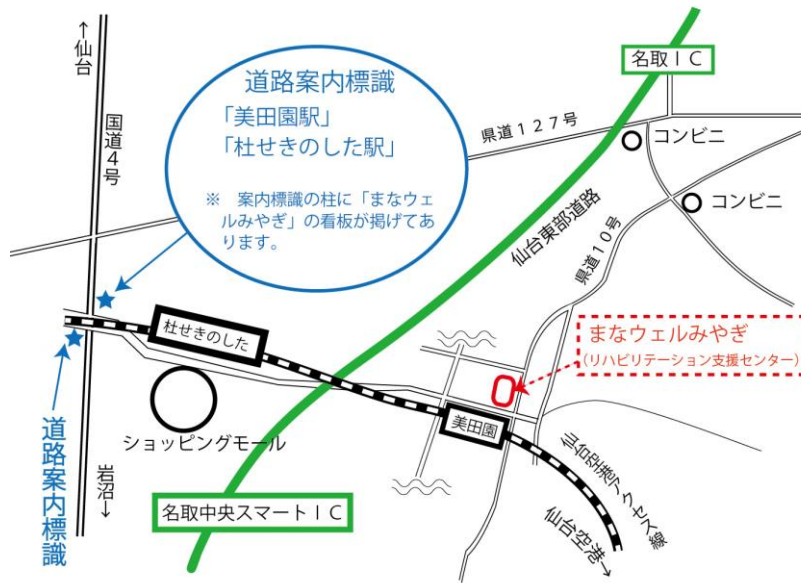 ←仙台
国道4号
道路案内標識
「美田園駅」
「杜せきのした駅」
※ 案内標識の柱に「まなウェ
ルみやぎ」の看板が掲げてあ
ります。
名取IC
県道127号
コンビニ
コンビニ
仙台東部道路
県道10号
杜せきのした
まなウェルみやぎ
(リハビリテーション支援センター)
ショッピングモール
美田園
道路案内標識
岩沼→
名取中央スマートIC
仙台空港アクセス線
仙台空港→